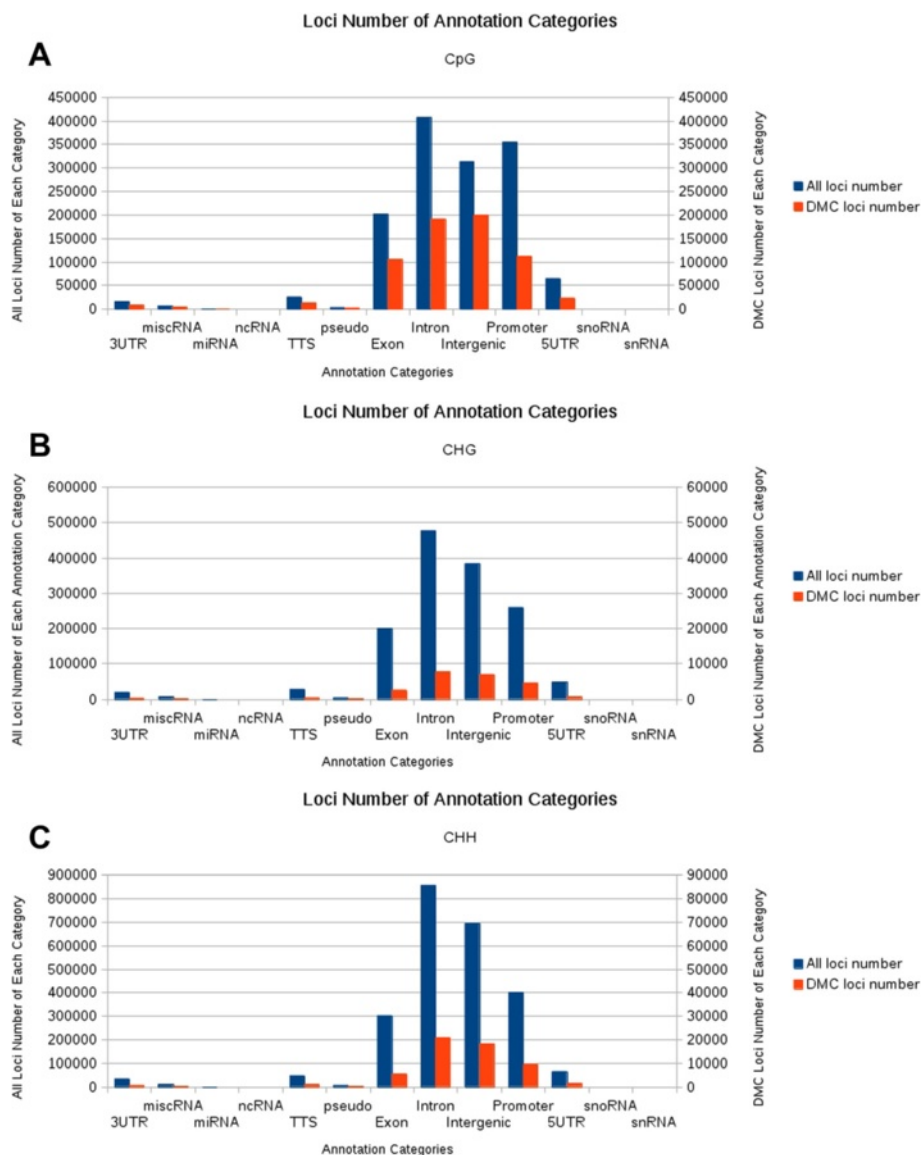 Loci Number of Annotation Categories
A
CpG
All Loci Number of Each Category
450000
400000
350000
300000
250000
200000
150000
100000
50000
0
450000
400000
350000
300000
250000
200000
150000
100000
50000
0
DMC Loci Number of Each Category
All loci number
DMC loci number
miscRNA ncRNA pseudo Intron Promoter snoRNA
3UTR miRNA TTS Exon Intergenic 5UTR snRNA
Annotation Categories
Loci Number of Annotation Categories
B
CHG
All Loci Number of Each Annotation Category
600000
500000
400000
300000
200000
100000
0
60000
50000
40000
30000
20000
10000
0
DMC Loci Number of Each Annotation Category
All loci number
DMC loci number
miscRNA ncRNA pseudo Intron Promoter snoRNA
3UTR miRNA TTS Exon Intergenic 5UTR snRNA
Annotation Categories
Loci Number of Annotation Categories
C
CHH
All Loci Number of Each Category
900000
800000
700000
600000
500000
400000
300000
200000
100000
0
90000
80000
70000
60000
50000
40000
30000
20000
10000
0
DMC Loci Number of Each Category
All loci number
DMC loci number
miscRNA ncRNA pseudo Intron Promoter snoRNA
3UTR miRNA TTS Exon Intergenic 5UTR snRNA
Annotation Categories